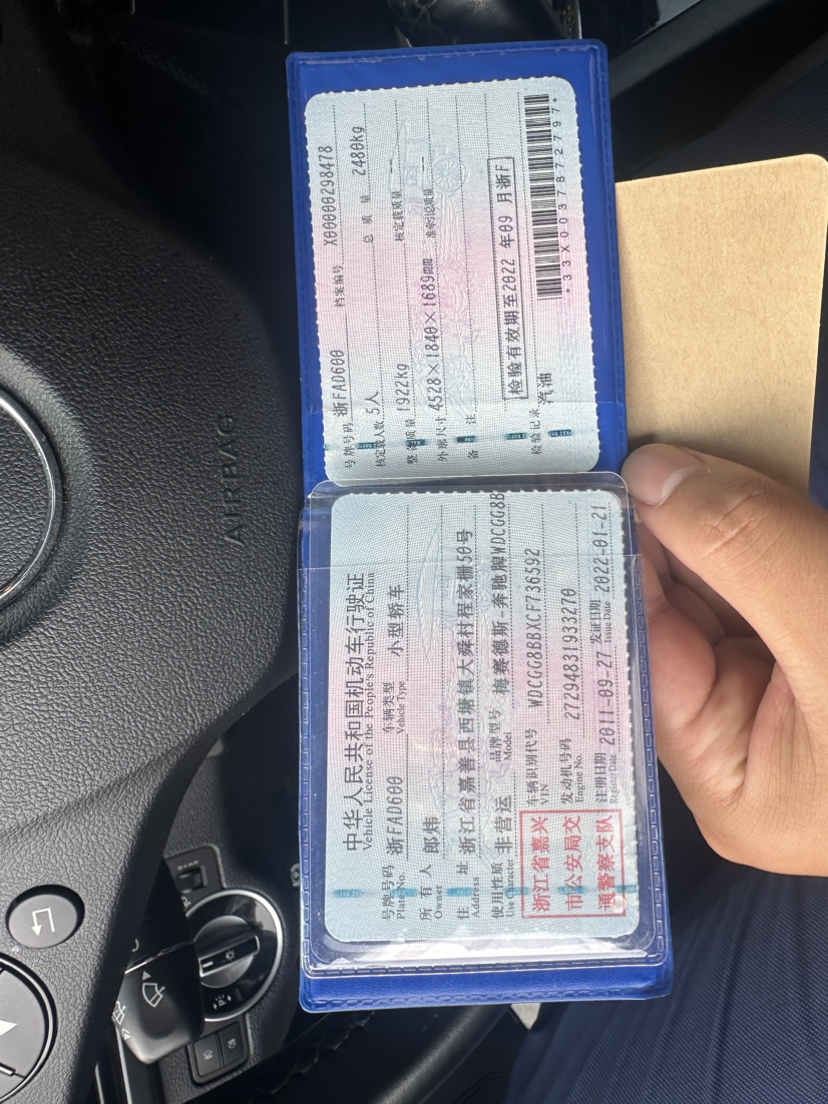 中华人民共和国机动车行驶证
Vehicle License of the People's Republic of China
号牌号码 浙FAD600 车辆类型 小型轿车
Plate No. Vehicle Type
所有人 郎炜
Owner
住址 浙江省嘉善县西塘镇大舜村程家栅50号
Address
使用性质 非营运 品牌型号 梅赛德斯-奔驰牌WDCGG8B
Use Character Model
浙江省嘉兴
市公安局交
通警察支队
车辆识别代号 WDCGG8BBXCF736592
VIN
发动机号码 27294831933270
Engine No.
注册日期 2011-09-27 发证日期 2022-01-21
Register Date Issue Date
号牌号码 浙FAD600 档案编号 X00000298478
核定载人数 5人 总质量 2480kg
整备质量 1922kg 核定载质量 --
外廓尺寸 4528×1840×1689mm 准牵引总质量 --
备注
检验有效期至2022年09月浙F
检验记录 汽油
*33X0037872797*
AIRBAG